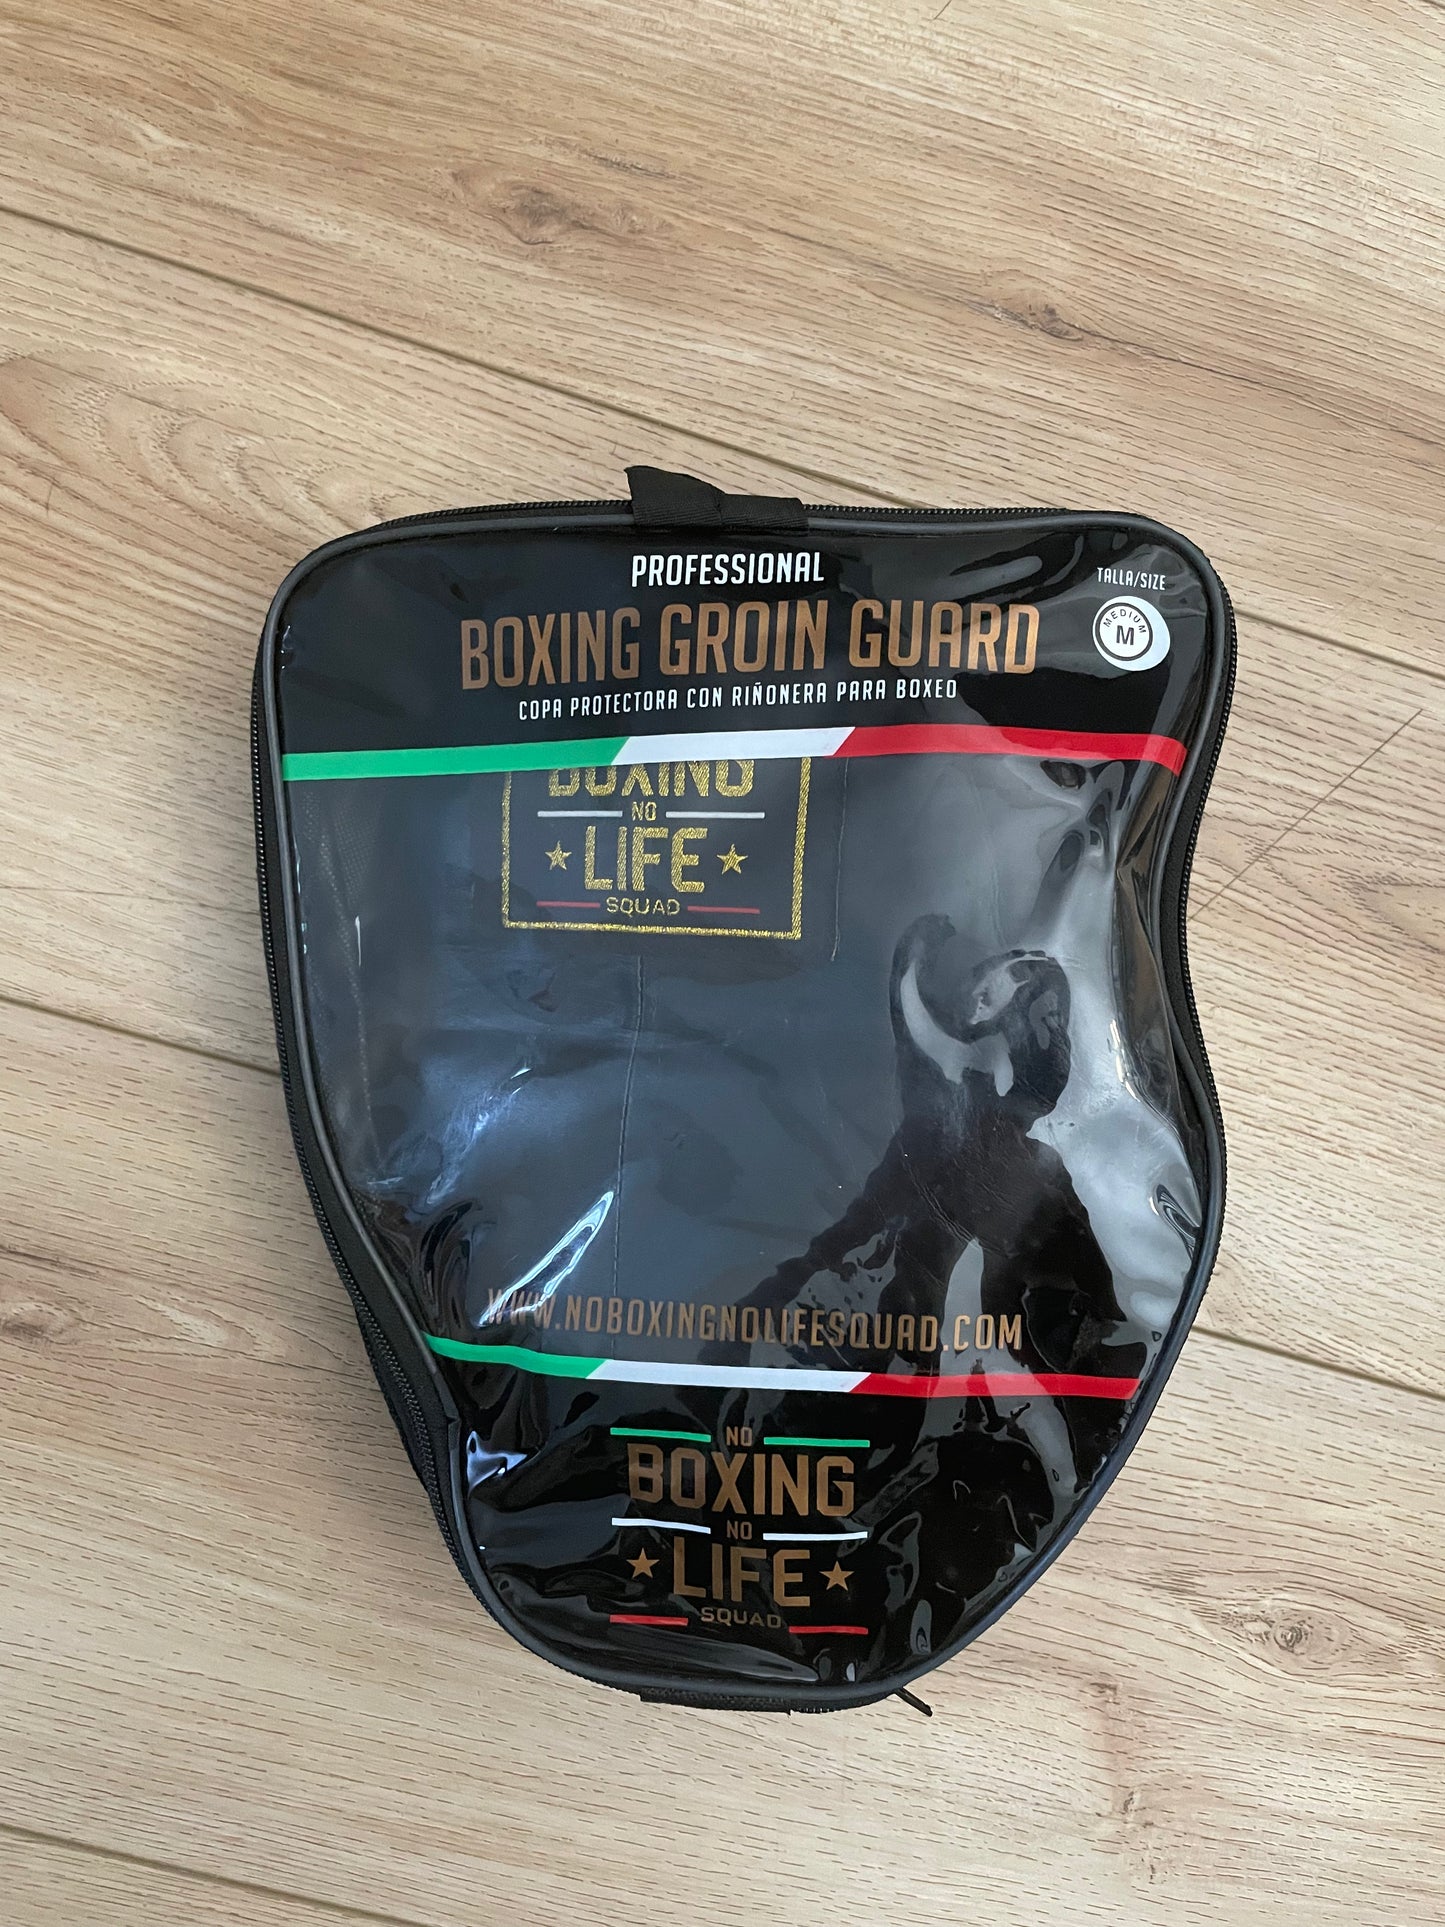 PROFESSIONAL
BOXING GROIN GUARD
COPA PROTECTORA CON RIÑONERA PARA BOXEO
TALLA/SIZE
MEDIUM
M
BOXING
NO
LIFE
SQUAD
WWW.NOBOXINGNOLIFESQUAD.COM
NO
BOXING
NO
LIFE
SQUAD